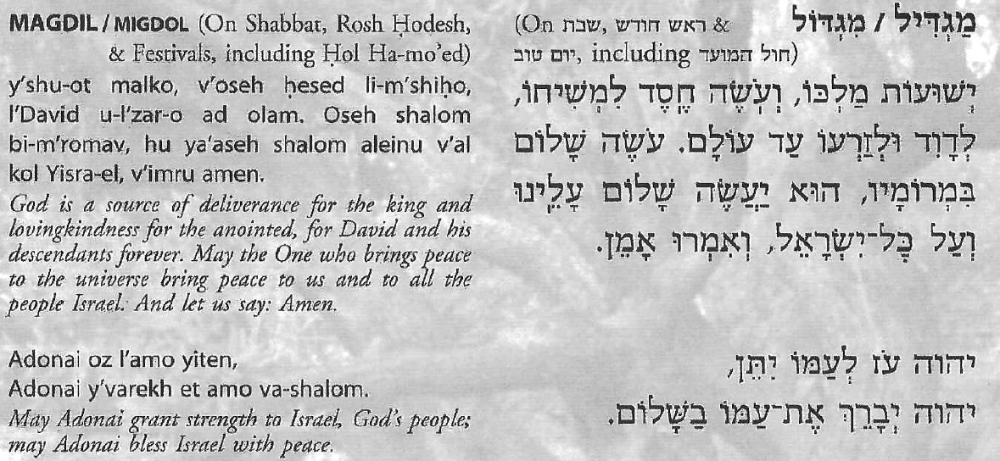 MAGDIL / MIGDOL (On Shabbat, Rosh Ḥodesh,
& Festivals, including Ḥol Ha-mo'ed)
y'shu-ot malko, v'oseh ḥesed li-m'shiḥo,
l'David u-l'zar-o ad olam. Oseh shalom
bi-m'romav, hu ya'aseh shalom aleinu v'al
kol Yisra-el, v'imru amen.
God is a source of deliverance for the king and
lovingkindness for the anointed, for David and his
descendants forever. May the One who brings peace
to the universe bring peace to us and to all the
people Israel. And let us say: Amen.
Adonai oz l'amo yiten,
Adonai y'varekh et amo va-shalom.
May Adonai grant strength to Israel, God's people;
may Adonai bless Israel with peace.
מַגְדִּיל / מִגְדּוֹל (On שבת, ראש חודש &
יום טוב, including חול המועד)
יְשׁוּעוֹת מַלְכּוֹ, וְעֹֽשֶׂה חֶֽסֶד לִמְשִׁיחוֹ,
לְדָוִד וּלְזַרְעוֹ עַד עוֹלָם. עֹשֶׂה שָׁלוֹם
בִּמְרוֹמָיו, הוּא יַעֲשֶׂה שָׁלוֹם עָלֵֽינוּ
וְעַל כׇּל־יִשְׂרָאֵל, וְאִמְרוּ אָמֵן.
יהוה עֹז לְעַמּוֹ יִתֵּן,
יהוה יְבָרֵךְ אֶת־עַמּוֹ בַשָּׁלוֹם.